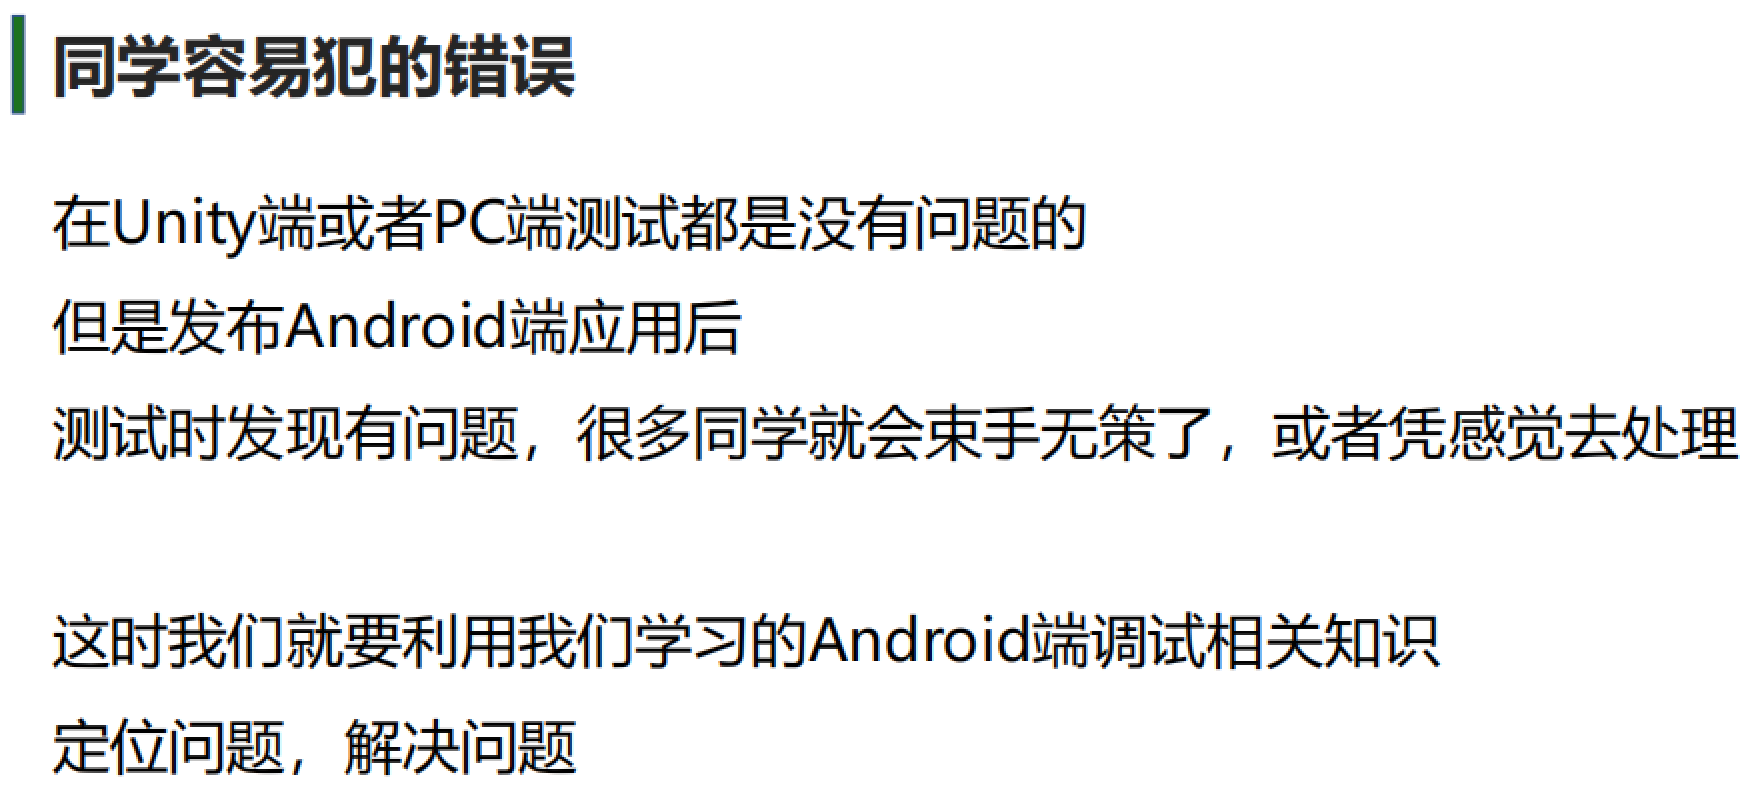 同学容易犯的错误
在Unity端或者PC端测试都是没有问题的
但是发布Android端应用后
测试时发现有问题，很多同学就会束手无策了，或者凭感觉去处理
这时我们就要利用我们学习的Android端调试相关知识
定位问题，解决问题